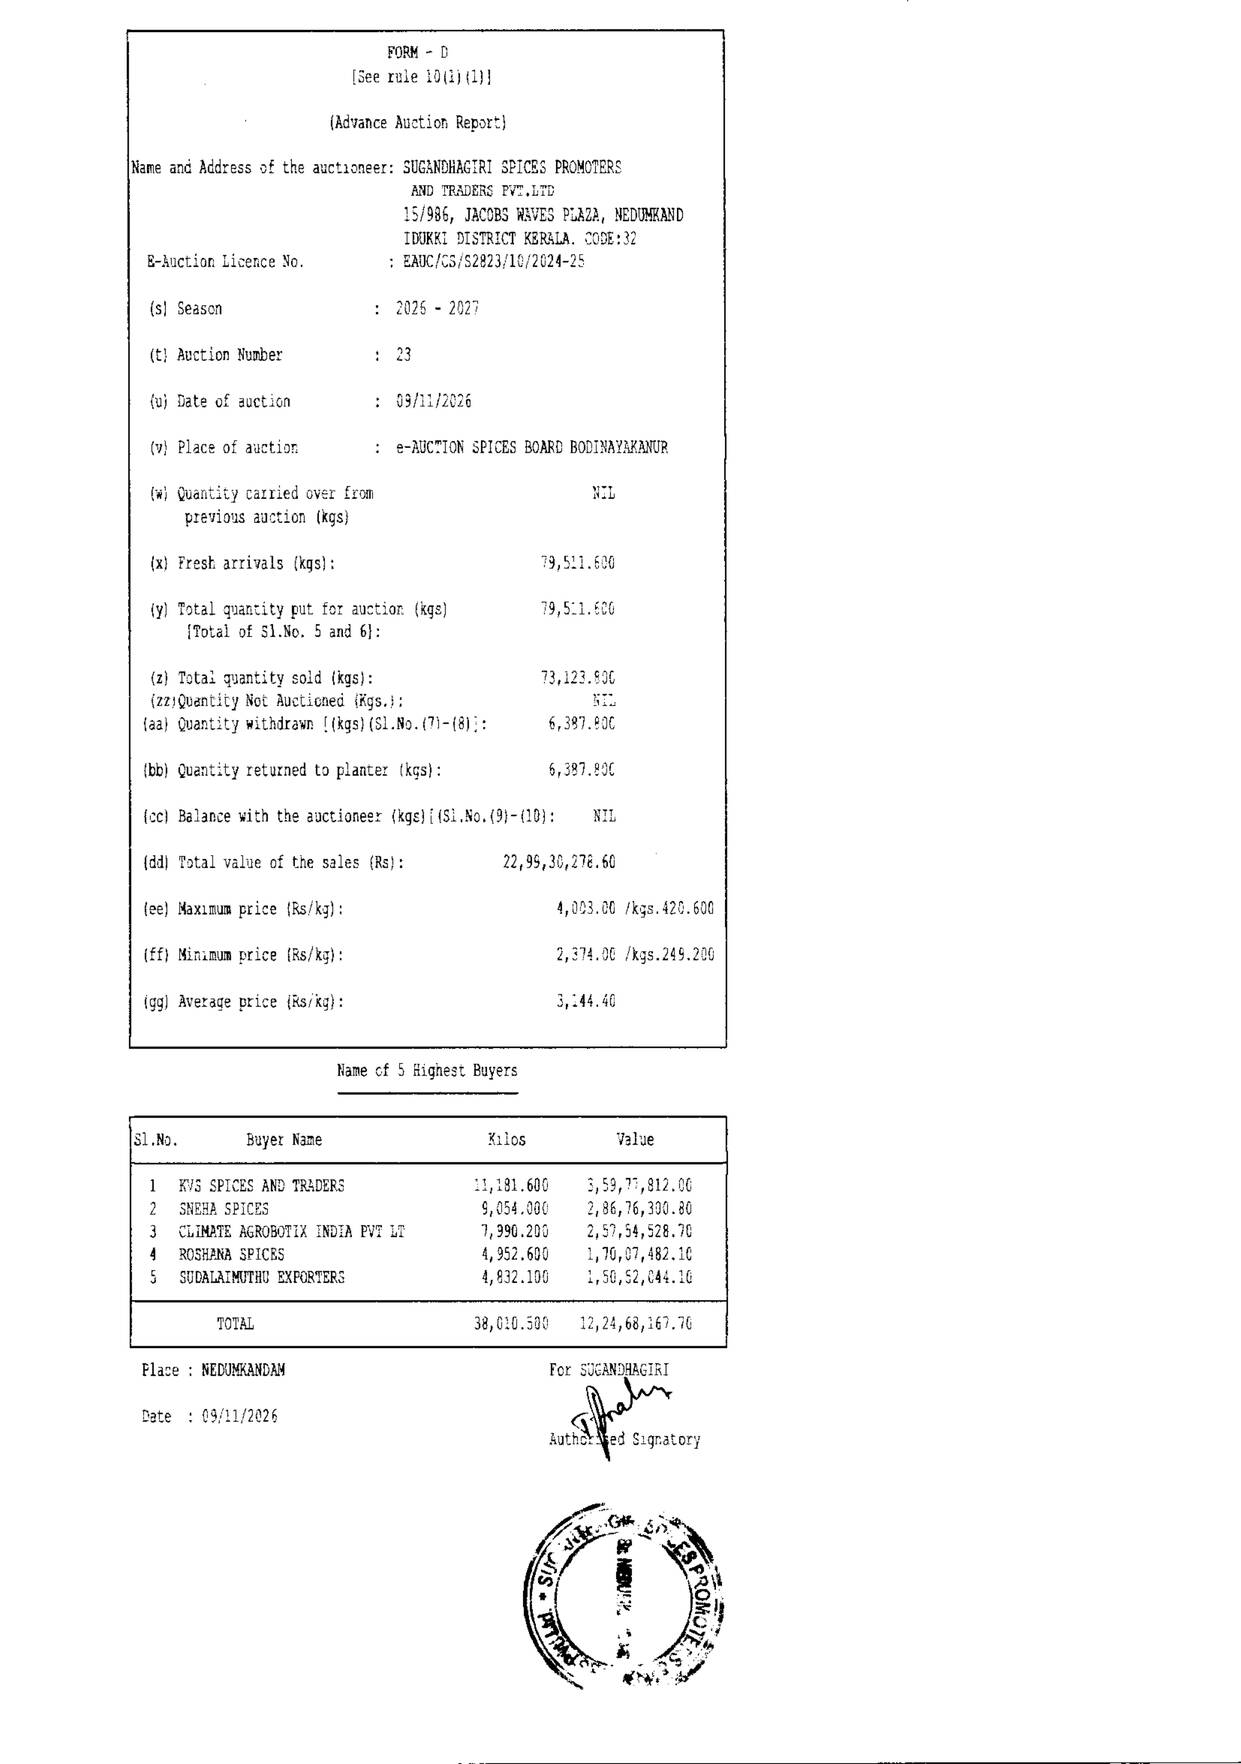 FORM - D
[See rule 10(1)(1)]
(Advance Auction Report)
Name and Address of the auctioneer: SUGANDHAGIRI SPICES PROMOTERS
AND TRADERS PVT.LTD
15/986, JACOBS WAVES PLAZA, NEDUMKAND
IDUKKI DISTRICT KERALA. CODE:32
E-Auction Licence No. : EAUC/CS/S2823/10/2024-25
(s) Season : 2026 - 2027
(t) Auction Number : 23
(u) Date of auction : 09/11/2026
(v) Place of auction : e-AUCTION SPICES BOARD BODINAYAKANUR
(w) Quantity carried over from NIL
previous auction (kgs)
(x) Fresh arrivals (kgs): 79,511.600
(y) Total quantity put for auction (kgs) 79,511.600
[Total of Sl.No. 5 and 6]:
(z) Total quantity sold (kgs): 73,123.800
(zz)Quantity Not Auctioned (Kgs.): NIL
(aa) Quantity withdrawn [(kgs)(Sl.No.(7)-(8)]: 6,387.800
(bb) Quantity returned to planter (kgs): 6,387.800
(cc) Balance with the auctioneer (kgs)[(Sl.No.(9)-(10): NIL
(dd) Total value of the sales (Rs): 22,99,30,278.60
(ee) Maximum price (Rs/kg): 4,003.00 /kgs.420.600
(ff) Minimum price (Rs/kg): 2,374.00 /kgs.249.200
(gg) Average price (Rs/kg): 3,144.40
Name of 5 Highest Buyers
Sl.No. Buyer Name Kilos Value
1 KVS SPICES AND TRADERS 11,181.600 3,59,77,812.00
2 SNEHA SPICES 9,054.000 2,86,76,300.80
3 CLIMATE AGROBOTIX INDIA PVT LT 7,990.200 2,57,54,528.70
4 ROSHANA SPICES 4,952.600 1,70,07,482.10
5 SUDALAIMUTHU EXPORTERS 4,832.100 1,50,52,044.10
TOTAL 38,010.500 12,24,68,167.70
Place : NEDUMKANDAM For SUGANDHAGIRI
Date : 09/11/2026
Authorised Signatory